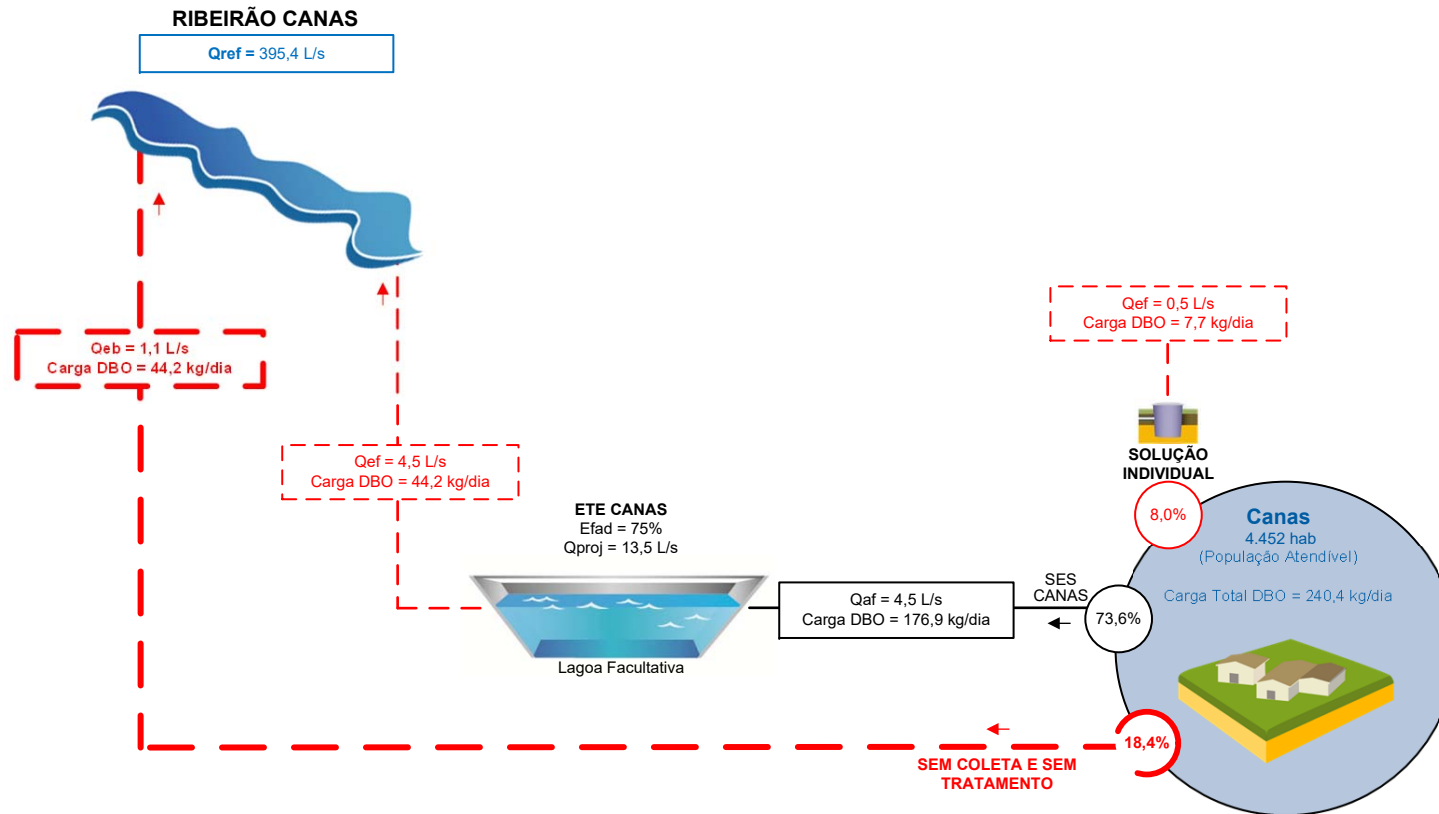 RIBEIRÃO CANAS
Qref = 395,4 L/s
Qeb = 1,1 L/s
Carga DBO = 44,2 kg/dia
Qef = 4,5 L/s
Carga DBO = 44,2 kg/dia
ETE CANAS
Efad = 75%
Qproj = 13,5 L/s
Lagoa Facultativa
Qaf = 4,5 L/s
Carga DBO = 176,9 kg/dia
SES
CANAS
73,6%
Qef = 0,5 L/s
Carga DBO = 7,7 kg/dia
SOLUÇÃO
INDIVIDUAL
8,0%
Canas
4.452 hab
(População Atendível)
Carga Total DBO = 240,4 kg/dia
18,4%
SEM COLETA E SEM
TRATAMENTO